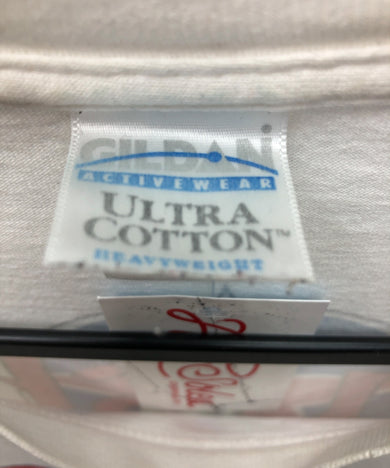 GILDAN
ACTIVEWEAR
ULTRA
COTTON™
HEAVYWEIGHT